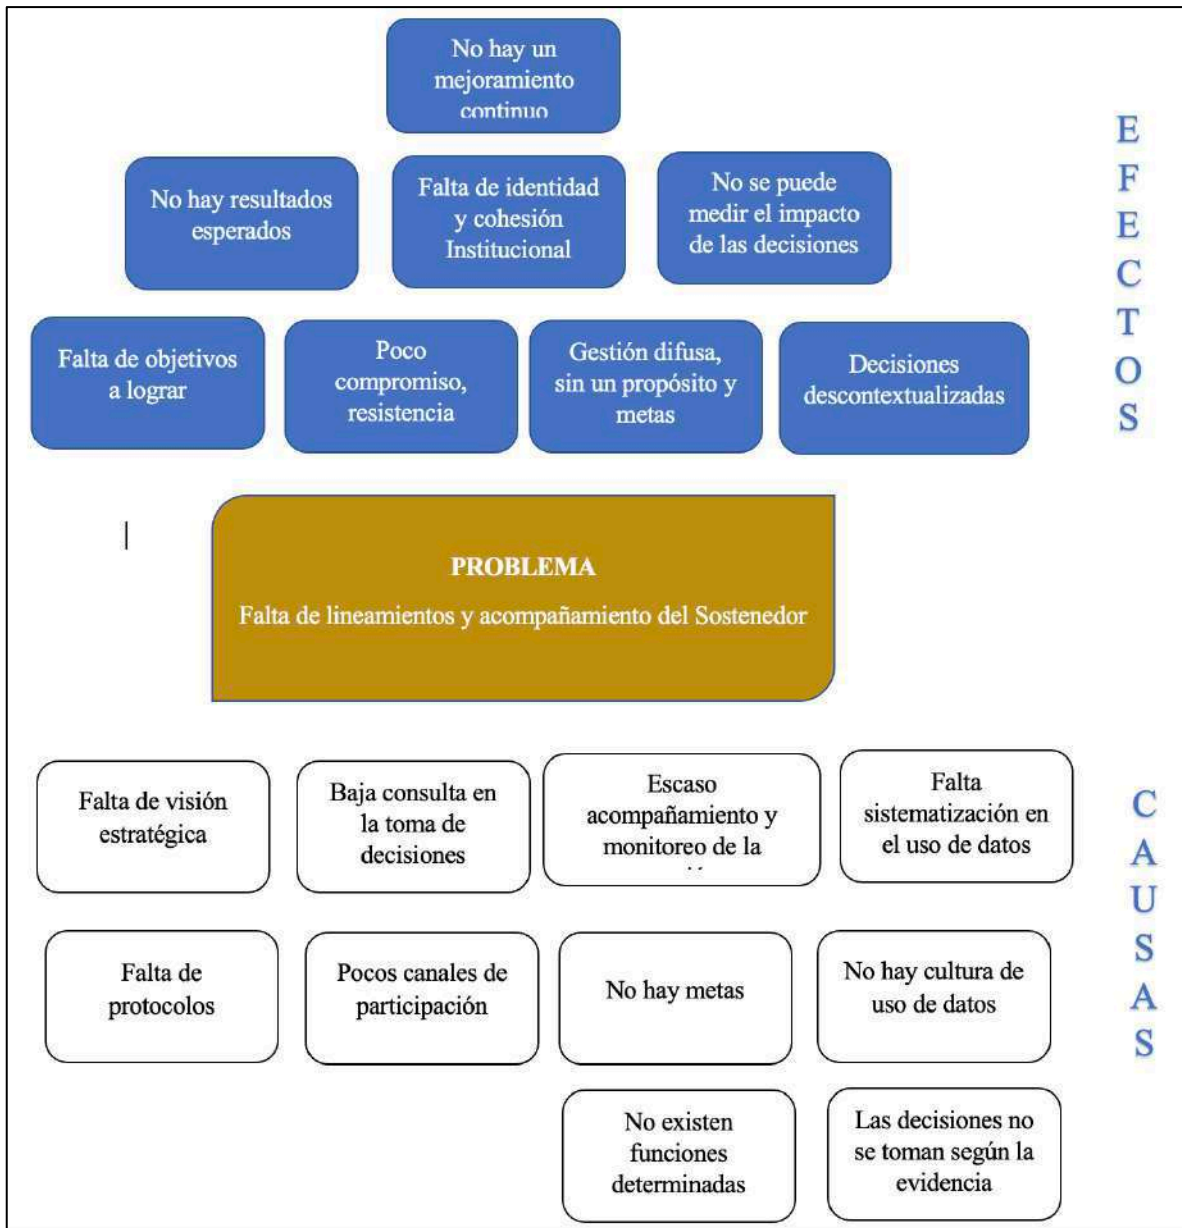 No hay un
mejoramiento
continuo
No hay resultados
esperados
Falta de identidad
y cohesión
Institucional
No se puede
medir el impacto
de las decisiones
Falta de objetivos
a lograr
Poco
compromiso,
resistencia
Gestión difusa,
sin un propósito y
metas
Decisiones
descontextualizadas
EFECTOS
PROBLEMA
Falta de lineamientos y acompañamiento del Sostenedor
Falta de visión
estratégica
Baja consulta en
la toma de
decisiones
Escaso
acompañamiento y
monitoreo de la
Falta
sistematización en
el uso de datos
Falta de
protocolos
Pocos canales de
participación
No hay metas
No hay cultura de
uso de datos
No existen
funciones
determinadas
Las decisiones no
se toman según la
evidencia
CAUSAS